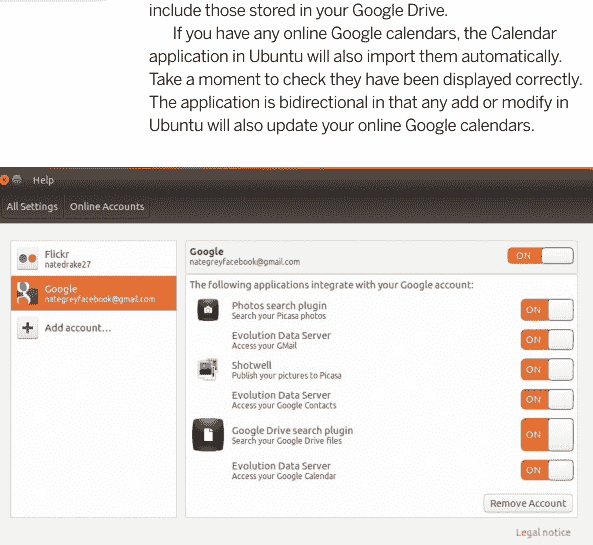 include those stored in your Google Drive.
If you have any online Google calendars, the Calendar
application in Ubuntu will also import them automatically.
Take a moment to check they have been displayed correctly.
The application is bidirectional in that any add or modify in
Ubuntu will also update your online Google calendars.
Help
All Settings Online Accounts
Flickr
natedrake27
Google
nategreyfacebook@gmail.com
Add account...
Google
nategreyfacebook@gmail.com
ON
The following applications integrate with your Google account:
Photos search plugin
Search your Picasa photos
ON
Evolution Data Server
Access your GMail
ON
Shotwell
Publish your pictures to Picasa
ON
Evolution Data Server
Access your Google Contacts
ON
Google Drive search plugin
Search your Google Drive files
ON
Evolution Data Server
Access your Google Calendar
ON
Remove Account
Legal notice